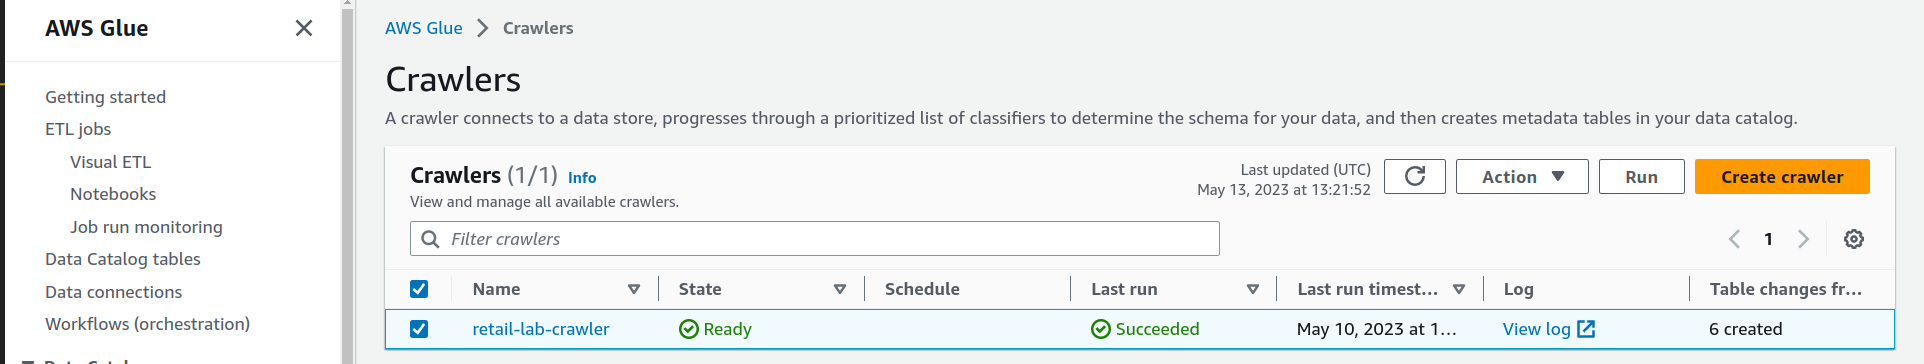 AWS Glue
Getting started
ETL jobs
Visual ETL
Notebooks
Job run monitoring
Data Catalog tables
Data connections
Workflows (orchestration)
AWS Glue > Crawlers
Crawlers
A crawler connects to a data store, progresses through a prioritized list of classifiers to determine the schema for your data, and then creates metadata tables in your data catalog.
Crawlers (1/1) Info
View and manage all available crawlers.
Last updated (UTC)
May 13, 2023 at 13:21:52
Action
Run
Create crawler
Filter crawlers
1
Name State Schedule Last run Last run timest... Log Table changes fr...
retail-lab-crawler Ready Succeeded May 10, 2023 at 1... View log 6 created